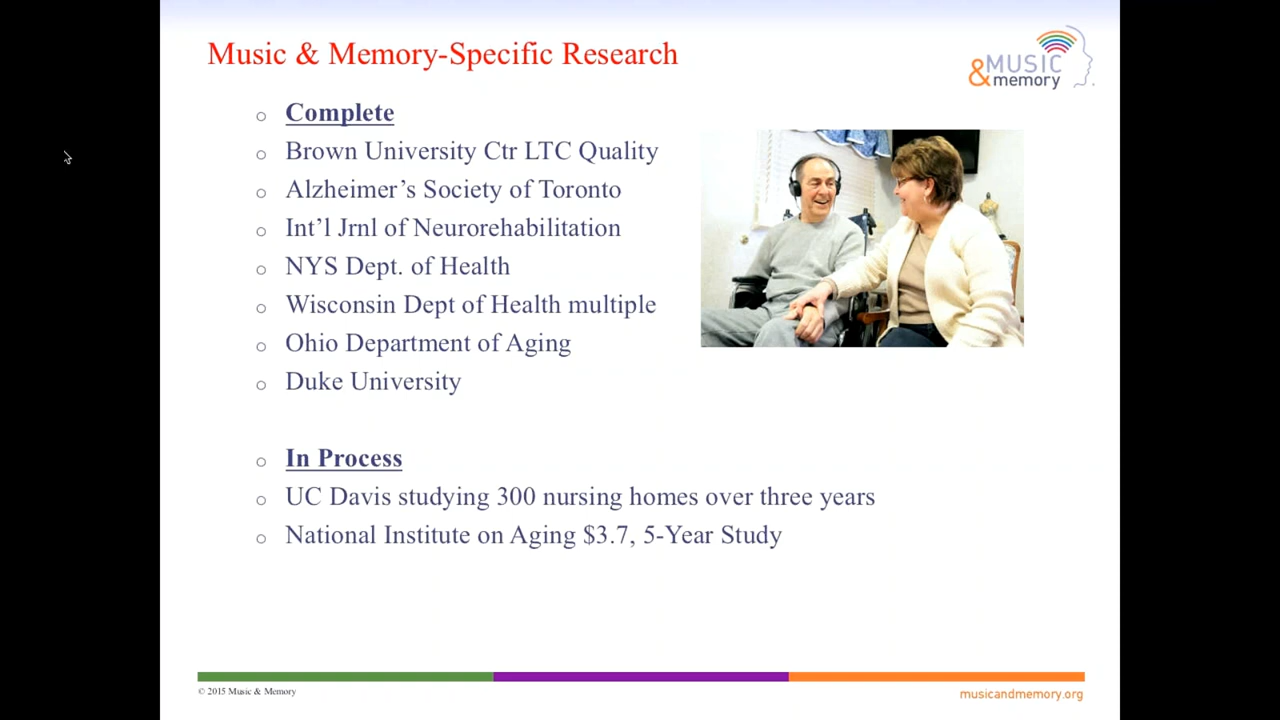 Music & Memory-Specific Research
&MUSIC
memory
Complete
Brown University Ctr LTC Quality
Alzheimer’s Society of Toronto
Int’l Jrnl of Neurorehabilitation
NYS Dept. of Health
Wisconsin Dept of Health multiple
Ohio Department of Aging
Duke University
In Process
UC Davis studying 300 nursing homes over three years
National Institute on Aging $3.7, 5-Year Study
© 2015 Music & Memory
musicandmemory.org